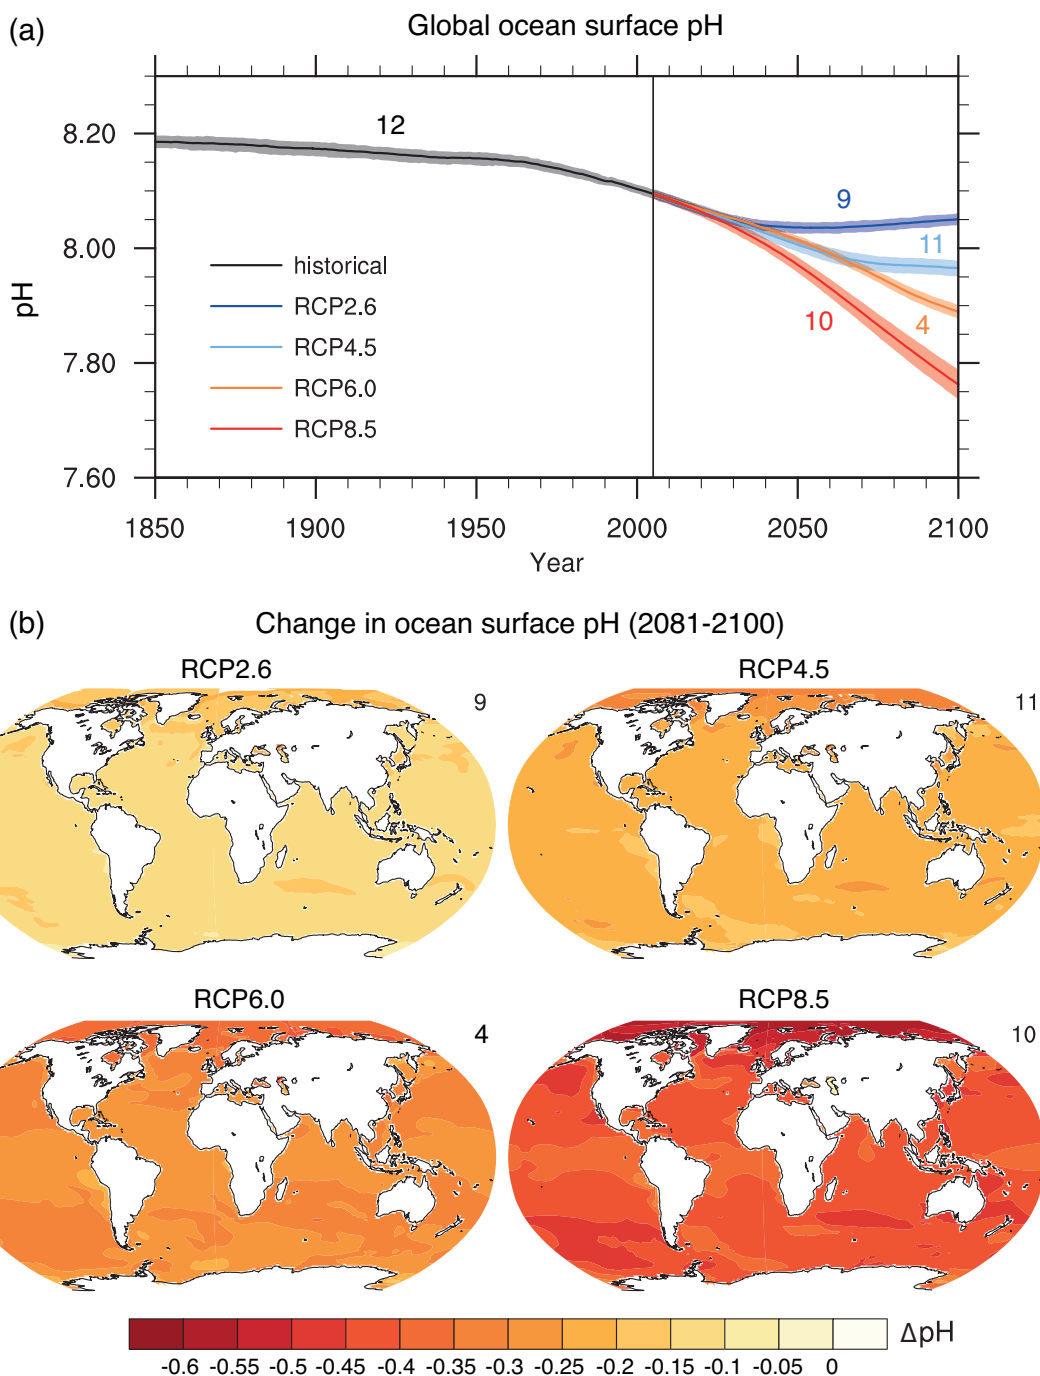 (a)
Global ocean surface pH
12
9
11
4
10
8.20
8.00
7.80
7.60
pH
historical
RCP2.6
RCP4.5
RCP6.0
RCP8.5
1850 1900 1950 2000 2050 2100
Year
(b)
Change in ocean surface pH (2081-2100)
RCP2.6 RCP4.5
9 11
RCP6.0 RCP8.5
4 10
ΔpH
-0.6 -0.55 -0.5 -0.45 -0.4 -0.35 -0.3 -0.25 -0.2 -0.15 -0.1 -0.05 0